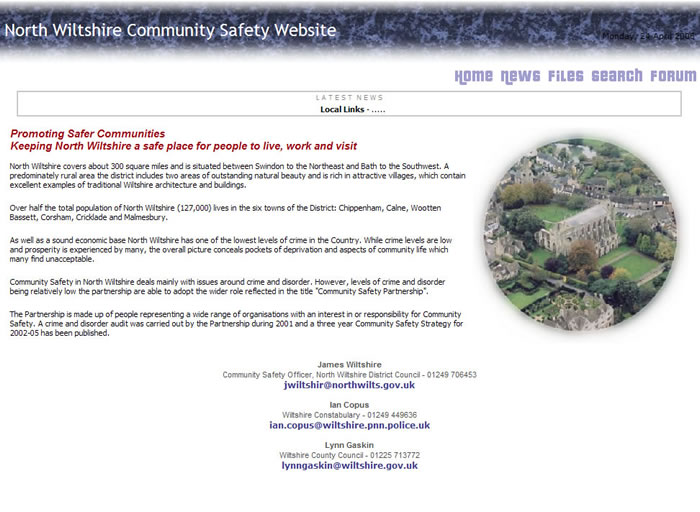 North Wiltshire Community Safety Website
Monday, 24 April 2006
Home News Files Search Forum
LATEST NEWS
Local Links - .....
Promoting Safer Communities
Keeping North Wiltshire a safe place for people to live, work and visit
North Wiltshire covers about 300 square miles and is situated between Swindon to the Northeast and Bath to the Southwest. A
predominately rural area the district includes two areas of outstanding natural beauty and is rich in attractive villages, which contain
excellent examples of traditional Wiltshire architecture and buildings.
Over half the total population of North Wiltshire (127,000) lives in the six towns of the District: Chippenham, Calne, Wootten
Bassett, Corsham, Cricklade and Malmesbury.
As well as a sound economic base North Wiltshire has one of the lowest levels of crime in the Country. While crime levels are low
and prosperity is experienced by many, the overall picture conceals pockets of deprivation and aspects of community life which
many find unacceptable.
Community Safety in North Wiltshire deals mainly with issues around crime and disorder. However, levels of crime and disorder
being relatively low the partnership are able to adopt the wider role reflected in the title "Community Safety Partnership".
The Partnership is made up of people representing a wide range of organisations with an interest in or responsibility for Community
Safety. A crime and disorder audit was carried out by the Partnership during 2001 and a three year Community Safety Strategy for
2002-05 has been published.
James Wiltshire
Community Safety Officer, North Wiltshire District Council - 01249 706453
jwiltshir@northwilts.gov.uk
Ian Copus
Wiltshire Constabulary - 01249 449636
ian.copus@wiltshire.pnn.police.uk
Lynn Gaskin
Wiltshire County Council - 01225 713772
lynngaskin@wiltshire.gov.uk